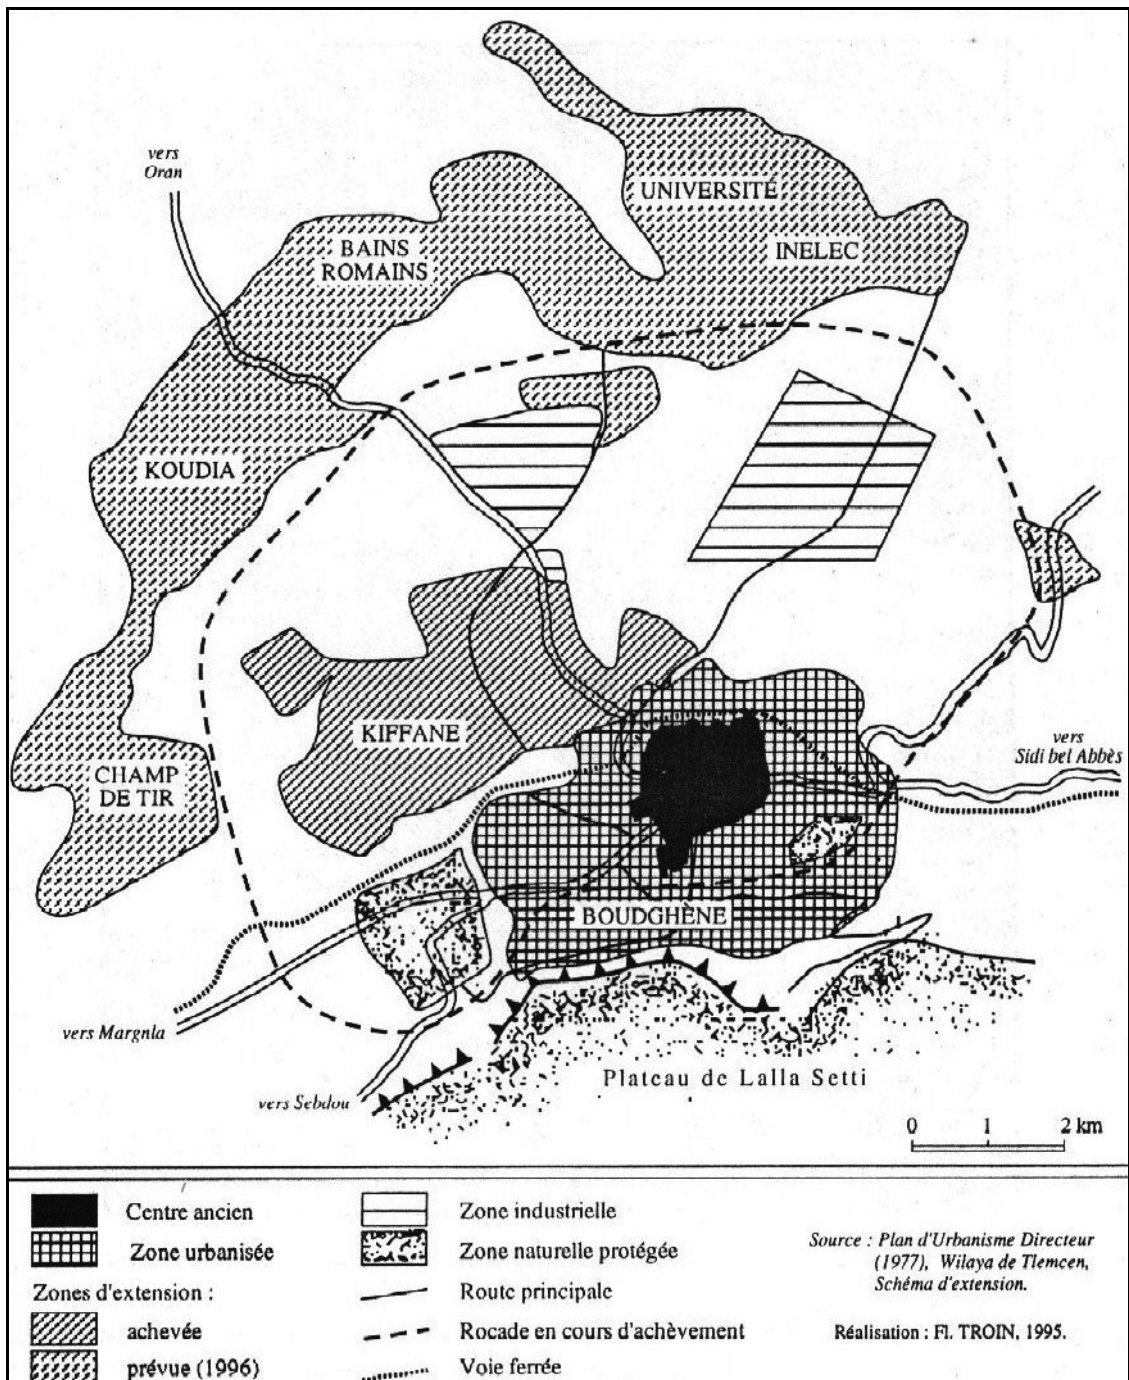 vers
Oran
UNIVERSITÉ
BAINS
ROMAINS
INELEC
KOUDIA
KIFFANE
vers
Sidi bel Abbès
CHAMP
DE TIR
BOUDGHÈNE
vers Margnla
Plateau de Lalla Setti
vers Sebdou
0 1 2 km
Centre ancien
Zone urbanisée
Zones d'extension :
achevée
prévue (1996)
Zone industrielle
Zone naturelle protégée
Route principale
Rocade en cours d'achèvement
Voie ferrée
Source : Plan d'Urbanisme Directeur
(1977), Wilaya de Tlemcen,
Schéma d'extension.
Réalisation : Fl. TROIN, 1995.